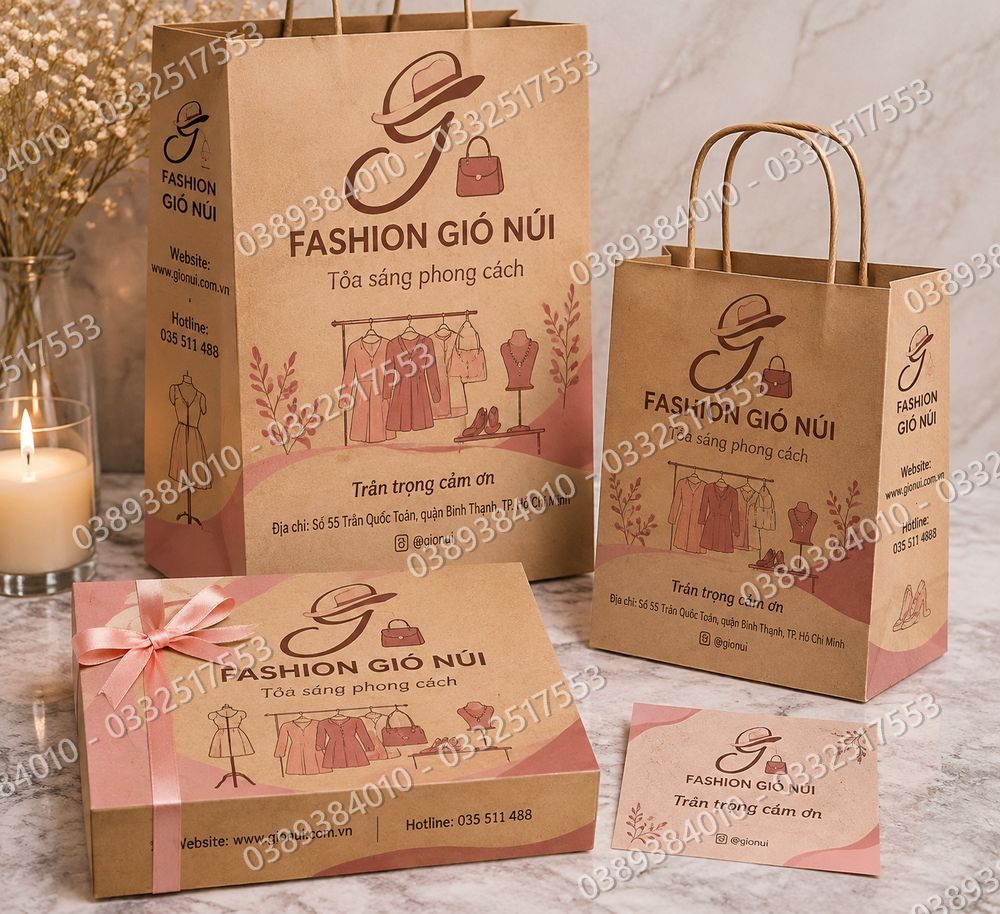 FASHION
GIÓ NÚI
Website:
www.gionui.com.vn
Hotline:
035 511 488
FASHION GIÓ NÚI
Tỏa sáng phong cách
Trân trọng cảm ơn
Địa chỉ: Số 55 Trần Quốc Toản, quận Bình Thạnh, TP. Hồ Chí Minh
@gionui
FASHION GIÓ NÚI
Tỏa sáng phong cách
Trân trọng cảm ơn
Địa chỉ: Số 55 Trần Quốc Toản, quận Bình Thạnh, TP. Hồ Chí Minh
@gionui
FASHION
GIÓ NÚI
Website:
www.gionui.com.vn
Hotline:
035 511 4888
FASHION GIÓ NÚI
Tỏa sáng phong cách
Website: www.gionui.com.vn
Hotline: 035 511 488
FASHION GIÓ NÚI
Trân trọng cảm ơn
@gionui
0389384010 - 0332517553